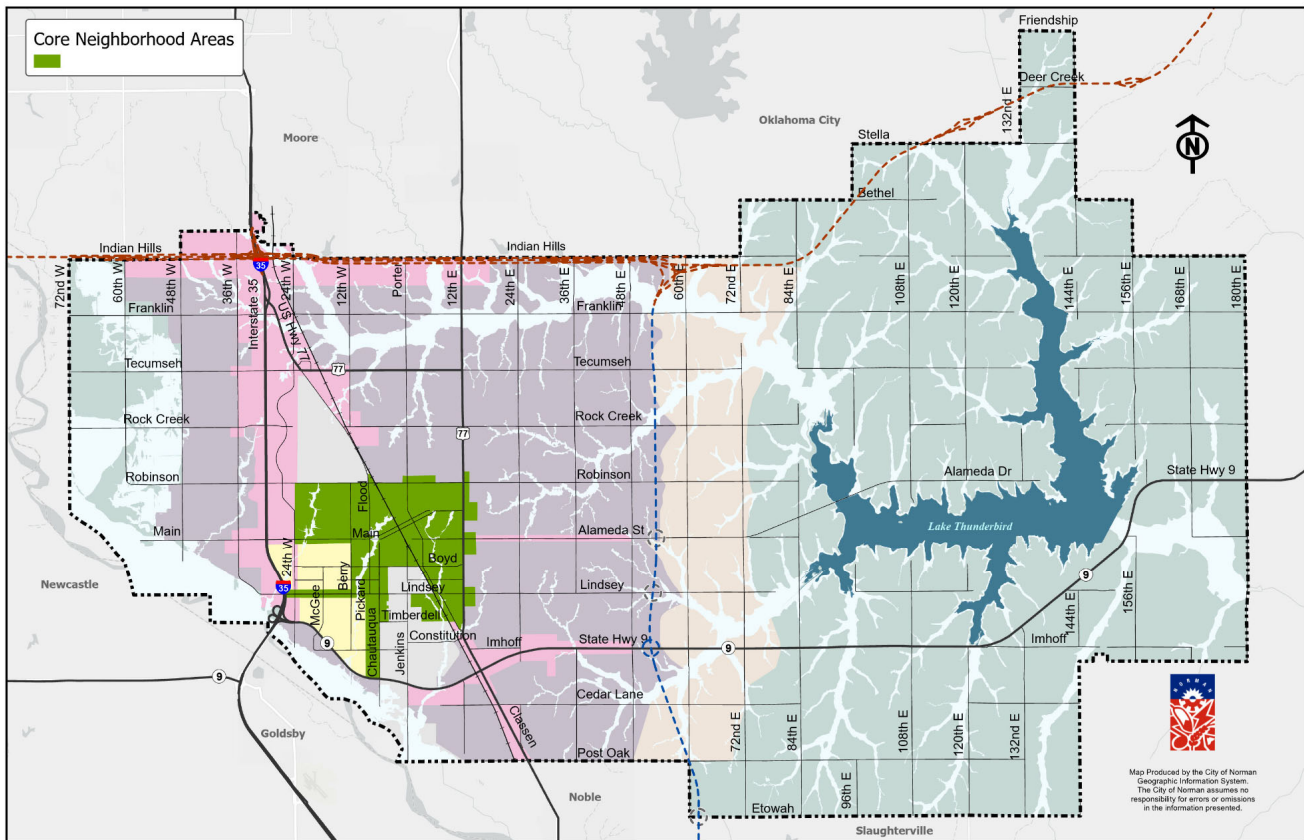 Core Neighborhood Areas
Friendship
Deer Creek
132nd E
Moore
Oklahoma City
Stella
N
Bethel
Indian Hills
Indian Hills
35
72nd W
60th W
48th W
36th W
Interstate 35
24th W
US Hwy 77
12th W
Porter
12th E
24th E
36th E
48th E
60th E
72nd E
84th E
108th E
120th E
144th E
156th E
168th E
180th E
Franklin
Franklin
Tecumseh
77
Tecumseh
Rock Creek
Rock Creek
77
Robinson
Flood
Robinson
Alameda Dr
State Hwy 9
Main
Main
Alameda St
Lake Thunderbird
Newcastle
24th W
Berry
Boyd
35
McGee
Pickard
Lindsey
Lindsey
9
156th E
144th E
Timberdell
Chautauqua
Jenkins
Constitution
Imhoff
State Hwy 9
Imhoff
9
9
9
Cedar Lane
NORMAN
Goldsby
Classen
Post Oak
72nd E
84th E
108th E
120th E
132nd E
96th E
Noble
Etowah
Slaughterville
Map Produced by the City of Norman
Geographic Information System.
The City of Norman assumes no
responsibility for errors or omissions
in the information presented.